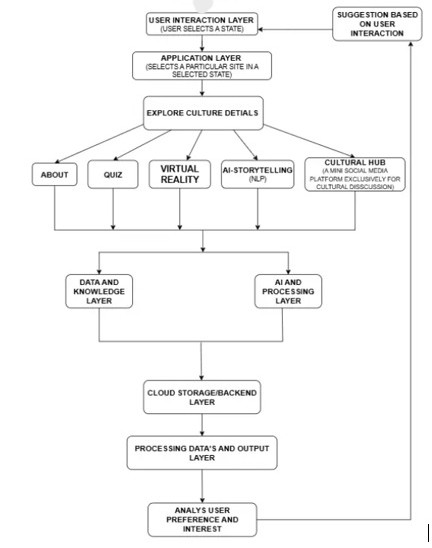 USER INTERACTION LAYER
(USER SELECTS A STATE)
SUGGESTION BASED
ON USER
INTERACTION
APPLICATION LAYER
(SELECTS A PARTICULAR SITE IN A
SELECTED STATE)
EXPLORE CULTURE DETIALS
ABOUT
QUIZ
VIRTUAL
REALITY
AI-STORYTELLING
(NLP)
CULTURAL HUB
(A MINI SOCIAL MEDIA
PLATFORM EXCLUSIVELY FOR
CULTURAL DISSCUSSION)
DATA AND
KNOWLEDGE
LAYER
AI AND
PROCESSING
LAYER
CLOUD STORAGE/BACKEND
LAYER
PROCESSING DATA'S AND OUTPUT
LAYER
ANALYS USER
PREFERENCE AND
INTEREST